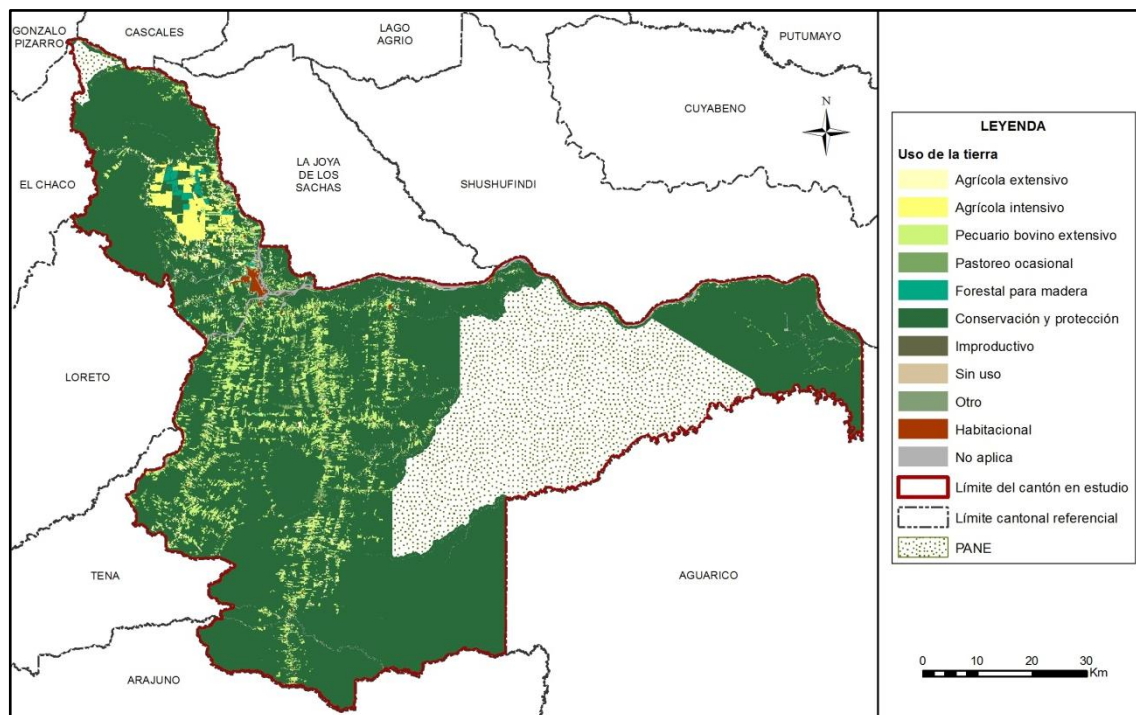 GONZALO
PIZARRO
CASCALES
LAGO
AGRIO
PUTUMAYO
CUYABENO
N
EL CHACO
LA JOYA
DE LOS
SACHAS
SHUSHUFINDI
LORETO
TENA
AGUARICO
ARAJUNO
LEYENDA
Uso de la tierra
Agrícola extensivo
Agrícola intensivo
Pecuario bovino extensivo
Pastoreo ocasional
Forestal para madera
Conservación y protección
Improductivo
Sin uso
Otro
Habitacional
No aplica
Límite del cantón en estudio
Límite cantonal referencial
PANE
0 10 20 30
Km